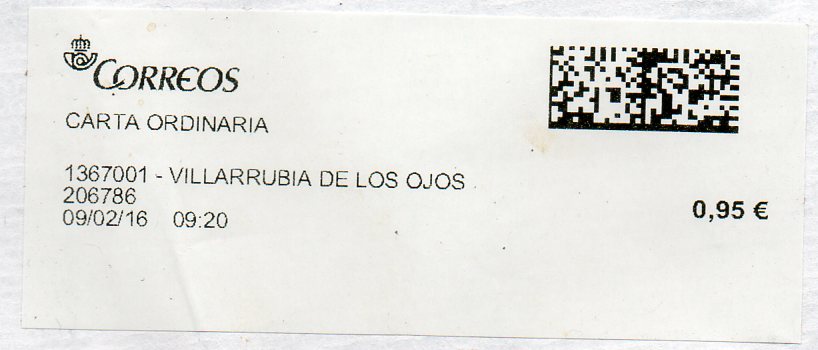 CORREOS
CARTA ORDINARIA
1367001 - VILLARRUBIA DE LOS OJOS
206786
09/02/16 09:20
0,95 €